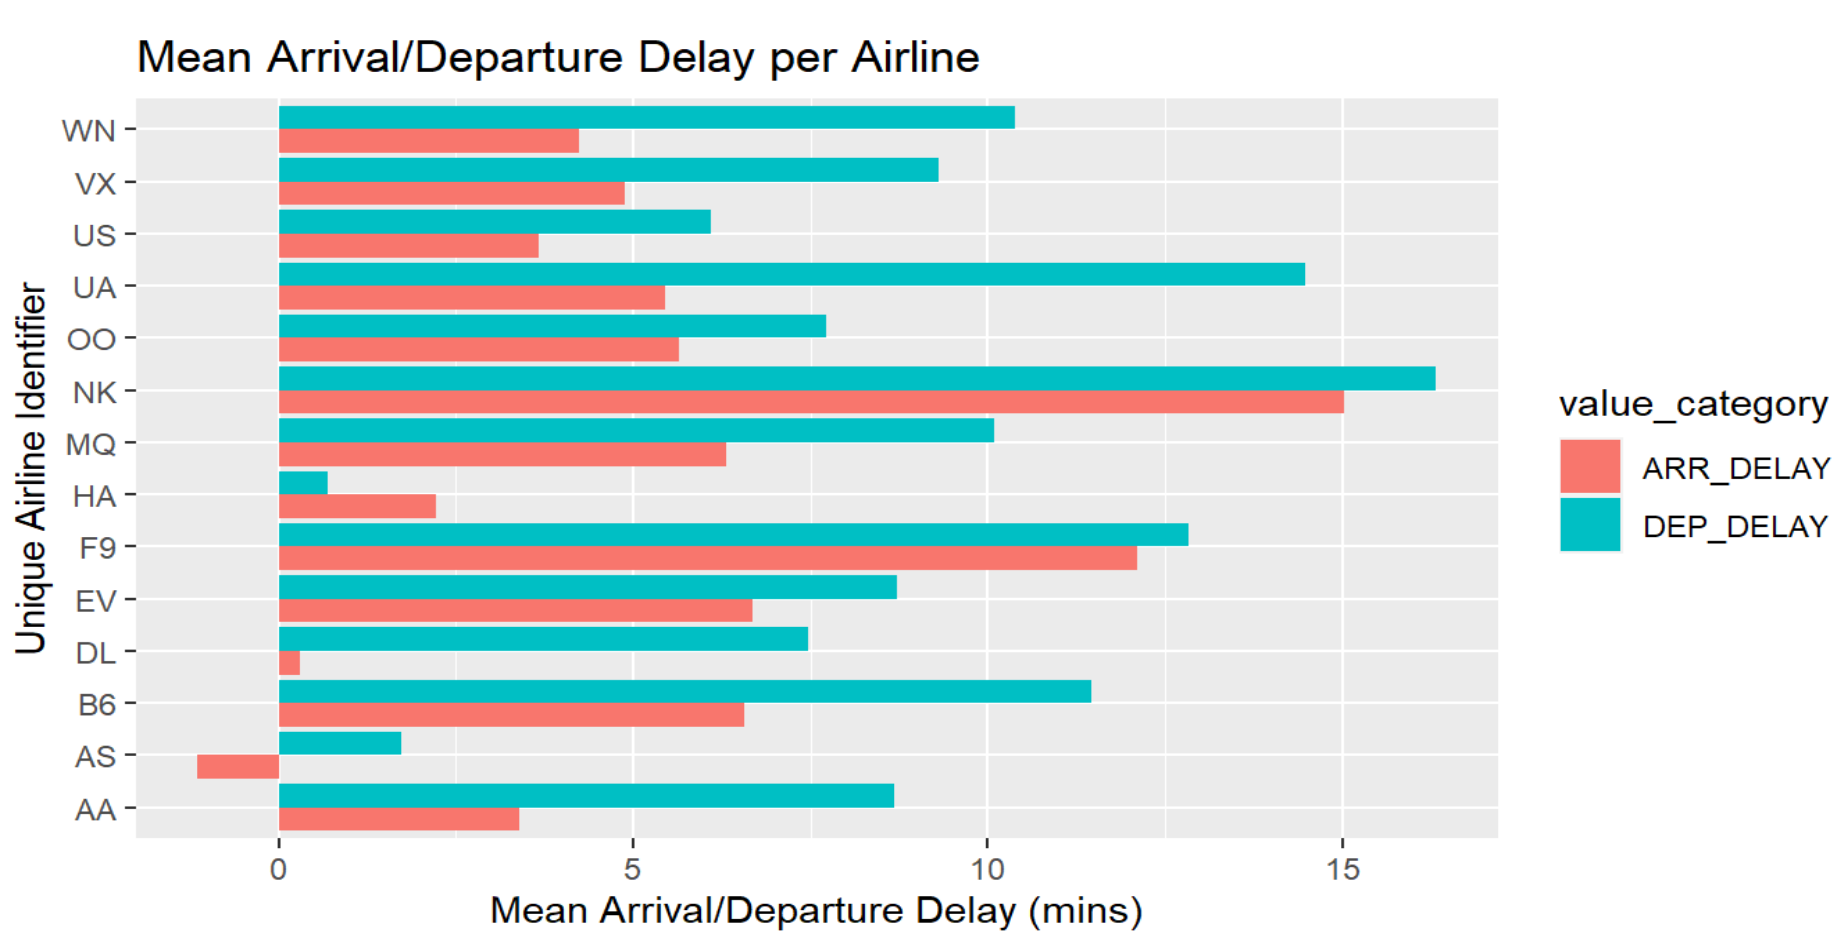 Mean Arrival/Departure Delay per Airline
Unique Airline Identifier
WN
VX
US
UA
OO
NK
MQ
HA
F9
EV
DL
B6
AS
AA
0 5 10 15
Mean Arrival/Departure Delay (mins)
value_category
ARR_DELAY
DEP_DELAY